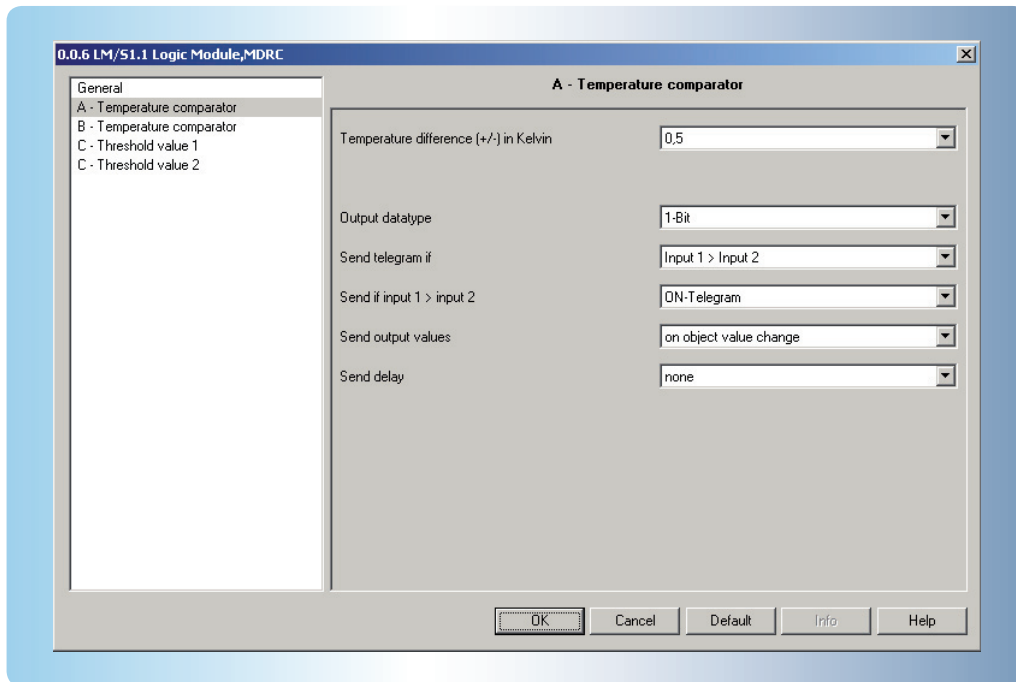 0.0.6 LM/S1.1 Logic Module,MDRC
General
A - Temperature comparator
B - Temperature comparator
C - Threshold value 1
C - Threshold value 2
A - Temperature comparator
Temperature difference (+/-) in Kelvin 0,5
Output datatype 1-Bit
Send telegram if Input 1 > Input 2
Send if input 1 > input 2 ON-Telegram
Send output values on object value change
Send delay none
OK Cancel Default Info Help